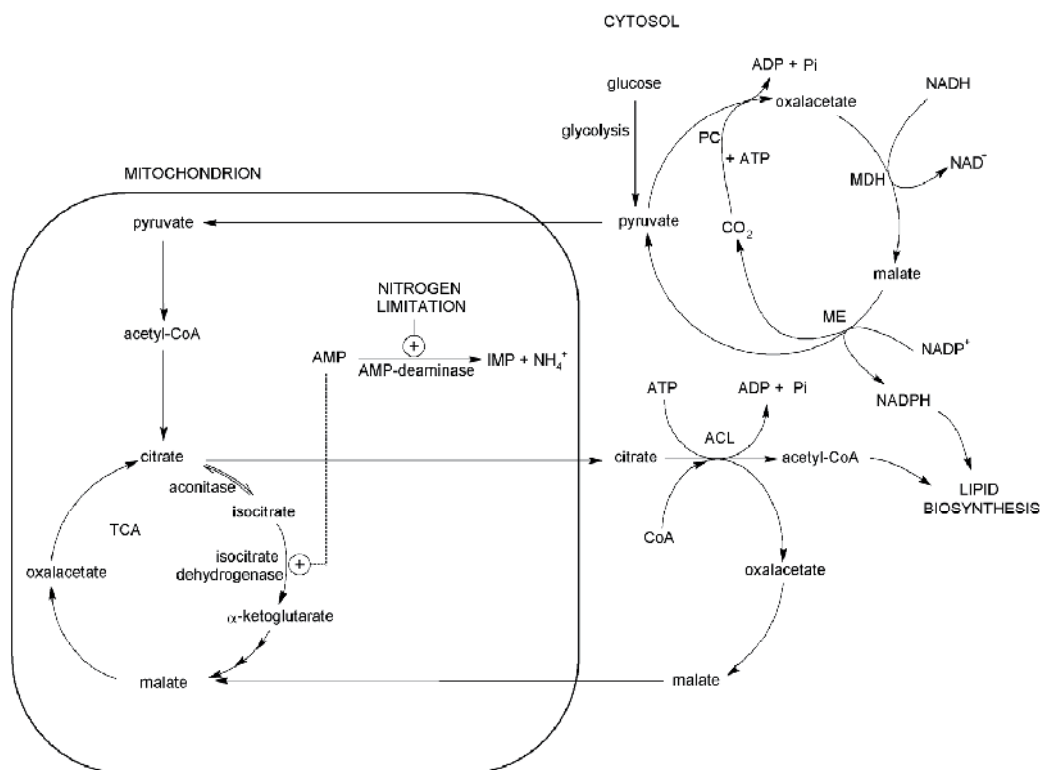 CYTOSOL
ADP + Pi
glucose
oxalacetate
NADH
glycolysis
PC
+ ATP
MDH
NAD⁻
MITOCHONDRION
pyruvate
pyruvate
CO₂
malate
NITROGEN
LIMITATION
ME
acetyl-CoA
+
NADP⁺
AMP
IMP + NH₄⁺
AMP-deaminase
ATP
ADP + Pi
NADPH
ACL
citrate
citrate
acetyl-CoA
aconitase
isocitrate
LIPID
BIOSYNTHESIS
TCA
CoA
isocitrate
dehydrogenase
+
oxalacetate
oxalacetate
α-ketoglutarate
malate
malate